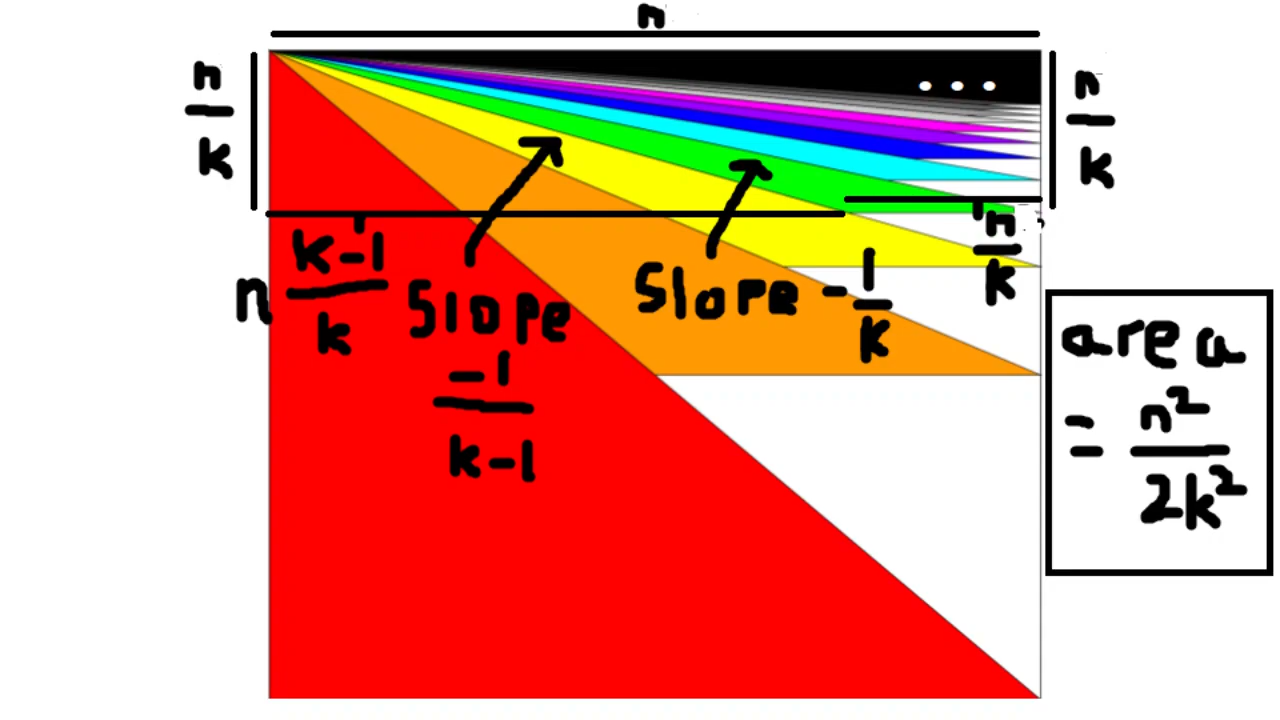 n
n/k
...
n/k
n k-1/k
Slope -1/k-1
Slope -1/k
n/k
area
= n²/2k²